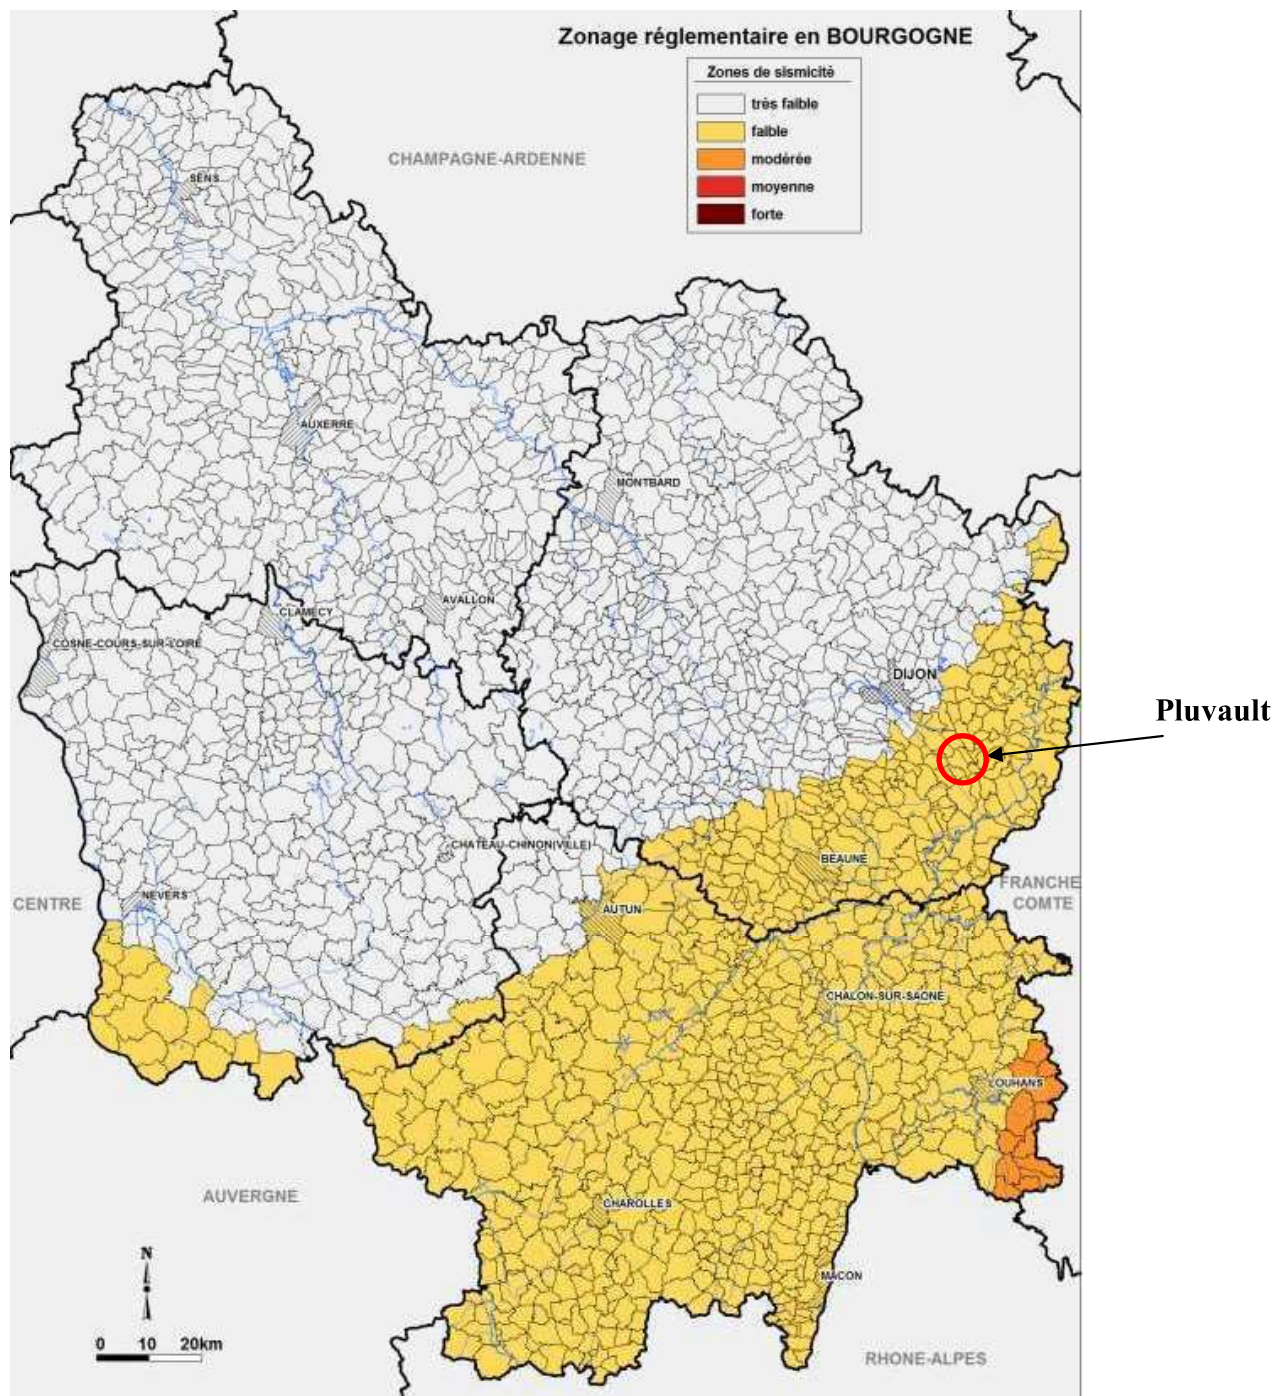 Zonage réglementaire en BOURGOGNE
Zones de sismicité
très faible
faible
modérée
moyenne
forte
CHAMPAGNE-ARDENNE
SENS
AUXERRE
MONTBARD
AVALLON
CLAMECY
COSNE-COURS-SUR-LOIRE
DIJON
Pluvault
CHATEAU-CHINON(VILLE)
BEAUNE
NEVERS
CENTRE
FRANCHE
COMTE
AUTUN
CHALON-SUR-SAONE
LOUHANS
AUVERGNE
CHAROLLES
MACON
N
0 10 20km
RHONE-ALPES